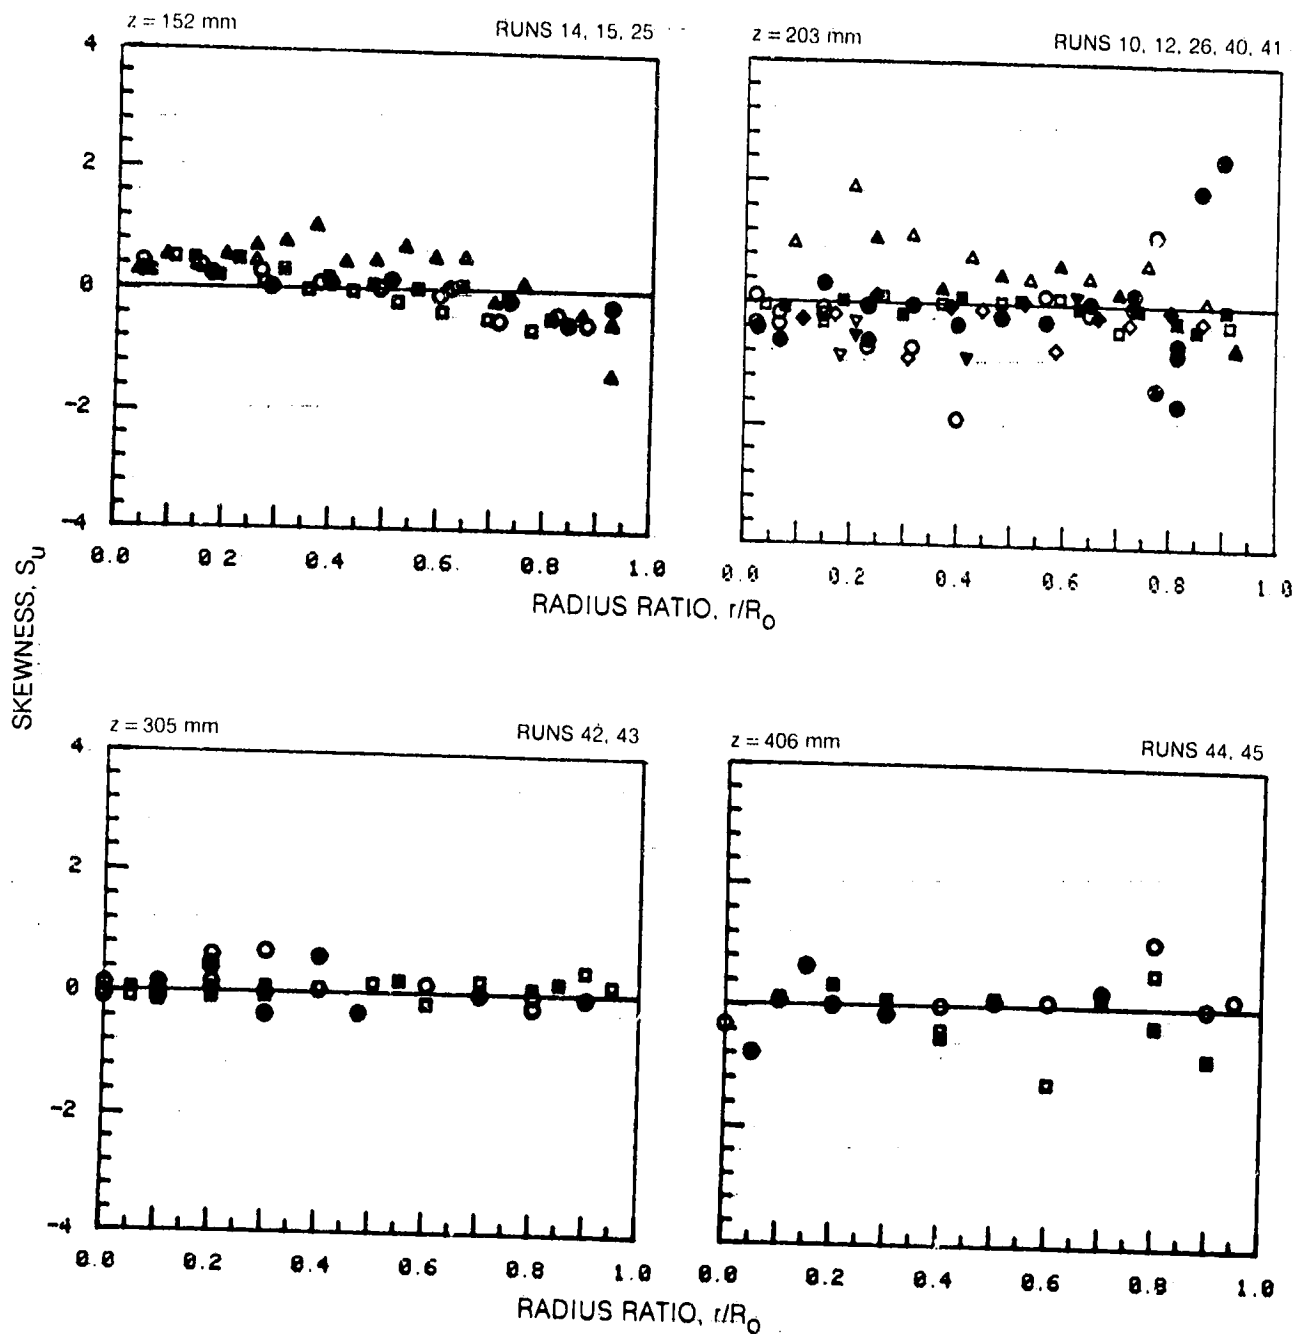 z = 152 mm
RUNS 14, 15, 25
z = 203 mm
RUNS 10, 12, 26, 40, 41
4
2
0
-2
-4
0.0 0.2 0.4 0.6 0.8 1.0
0.0 0.2 0.4 0.6 0.8 1.0
RADIUS RATIO, r/Ro
SKEWNESS, Su
z = 305 mm
RUNS 42, 43
z = 406 mm
RUNS 44, 45
4
2
0
-2
-4
0.0 0.2 0.4 0.6 0.8 1.0
0.0 0.2 0.4 0.6 0.8 1.0
RADIUS RATIO, r/Ro